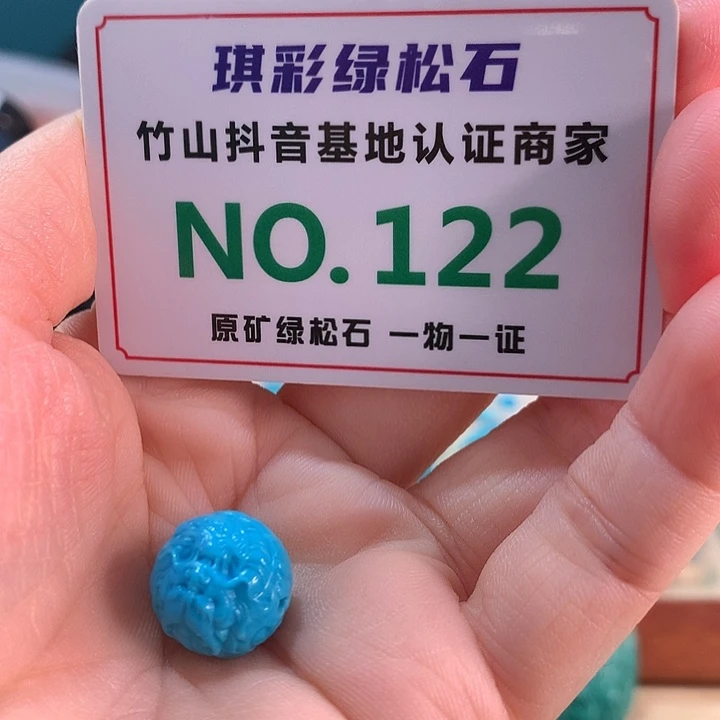 琪彩绿松石
竹山抖音基地认证商家
NO.122
原矿绿松石 一物一证